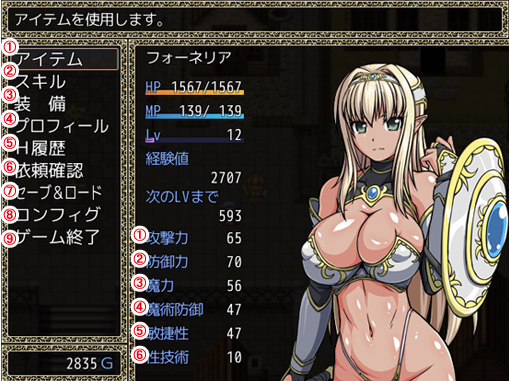 アイテムを使用します。
①アイテム
②スキル
③装　備
④プロフィール
⑤Ｈ履歴
⑥依頼確認
⑦セーブ＆ロード
⑧コンフィグ
⑨ゲーム終了
2835 G
フォーネリア
HP 1567/1567
MP 139/ 139
Lv 12
経験値
2707
次のLVまで
593
①攻撃力 65
②防御力 70
③魔力 56
④魔術防御 47
⑤敏捷性 47
⑥性技術 10